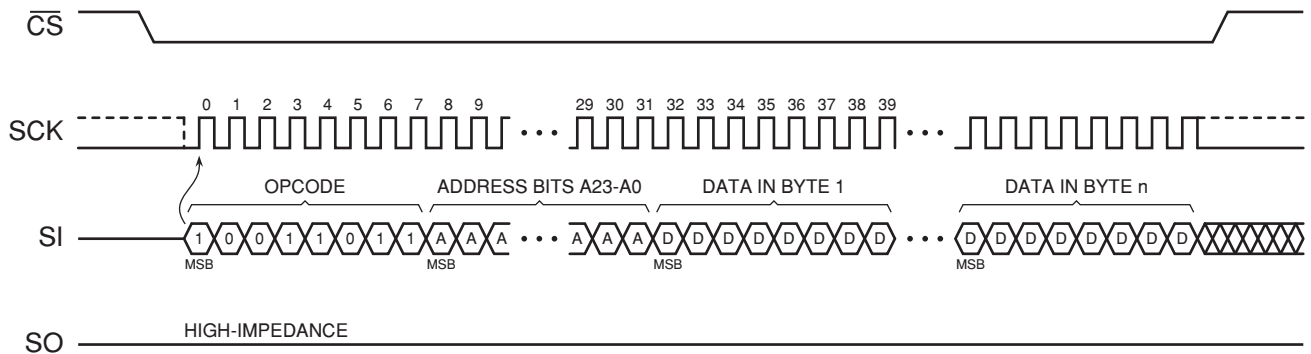 CS
0 1 2 3 4 5 6 7 8 9 29 30 31 32 33 34 35 36 37 38 39
SCK
OPCODE ADDRESS BITS A23-A0 DATA IN BYTE 1 DATA IN BYTE n
SI 1 0 0 1 1 0 1 1 A A A A A A D D D D D D D D D D D D D D D D
MSB MSB MSB MSB
HIGH-IMPEDANCE
SO